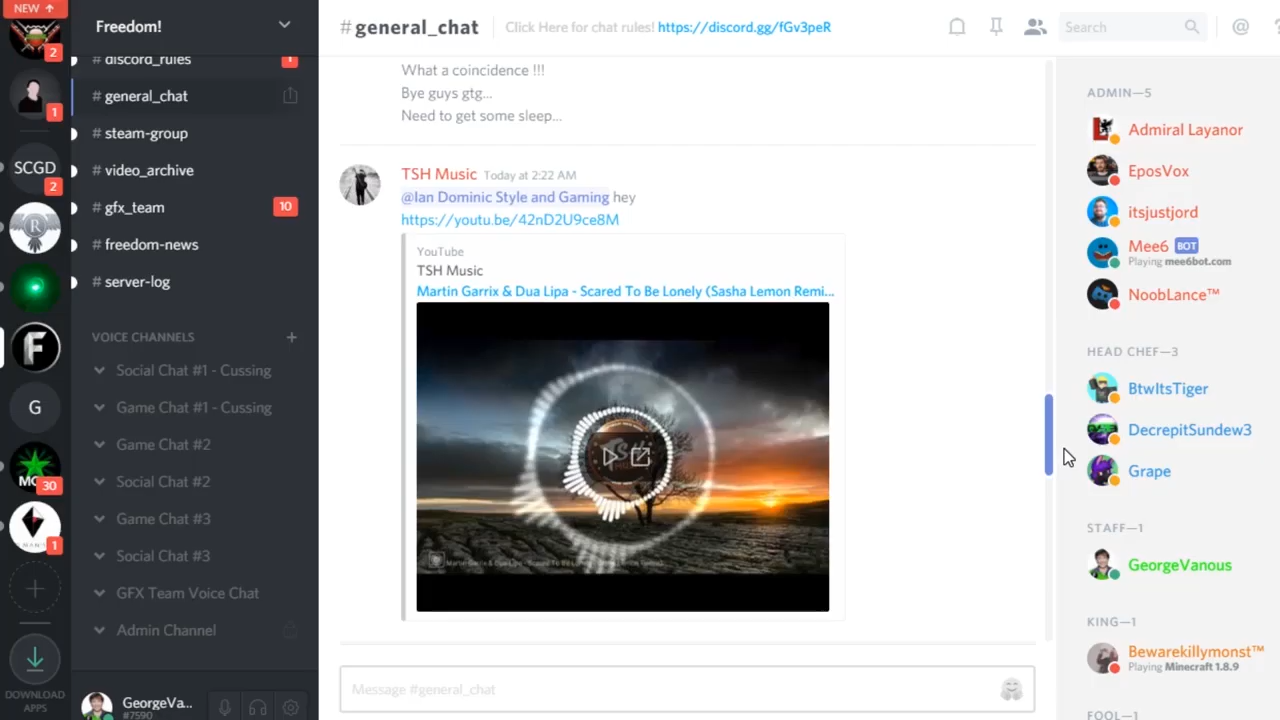 NEW ↑
2
1
SCGD
2
R
F
G
MC
30
1
DOWNLOAD
APPS
Freedom!
# discord_rules
1
# general_chat
# steam-group
# video_archive
# gfx_team
10
# freedom-news
# server-log
VOICE CHANNELS
Social Chat #1 - Cussing
Game Chat #1 - Cussing
Game Chat #2
Social Chat #2
Game Chat #3
Social Chat #3
GFX Team Voice Chat
Admin Channel
GeorgeVa...
#7590
#general_chat
Click Here for chat rules! https://discord.gg/fGv3peR
Search
What a coincidence !!!
Bye guys gtg...
Need to get some sleep...
TSH Music Today at 2:22 AM
@Ian Dominic Style and Gaming hey
https://youtu.be/42nD2U9ce8M
YouTube
TSH Music
Martin Garrix & Dua Lipa - Scared To Be Lonely (Sasha Lemon Remi...
Message #general_chat
ADMIN—5
Admiral Layanor
EposVox
itsjustjord
Mee6 BOT
Playing mee6bot.com
NoobLance™
HEAD CHEF—3
BtwItsTiger
DecrepitSundew3
Grape
STAFF—1
GeorgeVanous
KING—1
Bewarekillymonst™
Playing Minecraft 1.8.9
FOOL—1